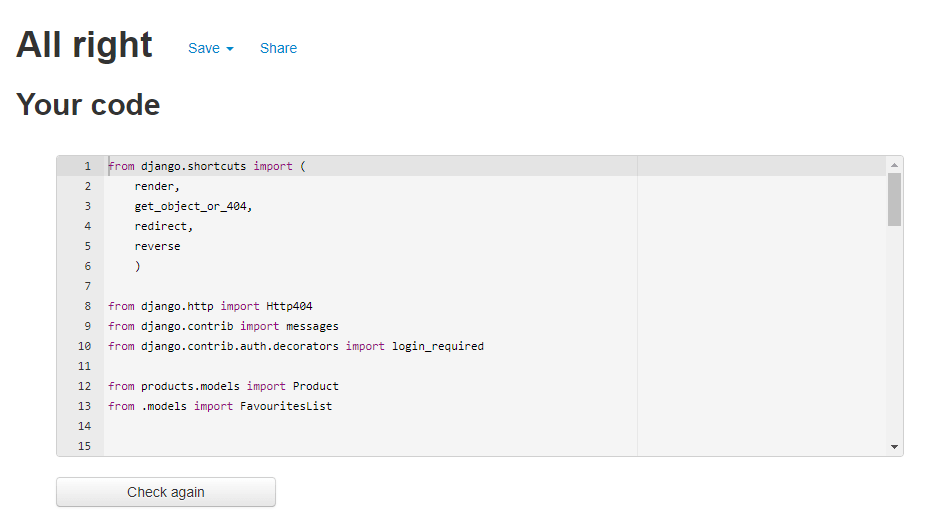 All right Save Share
Your code
1 from django.shortcuts import (
2     render,
3     get_object_or_404,
4     redirect,
5     reverse
6     )
7
8 from django.http import Http404
9 from django.contrib import messages
10 from django.contrib.auth.decorators import login_required
11
12 from products.models import Product
13 from .models import FavouritesList
14
15
Check again